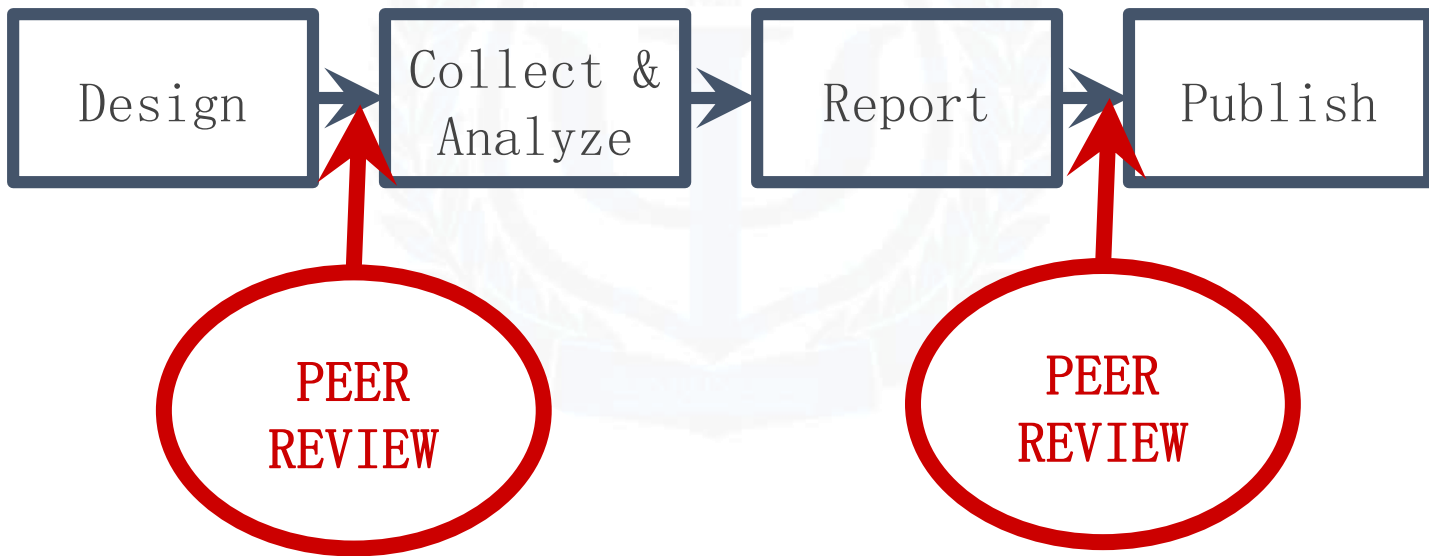 Design
Collect &
Analyze
Report
Publish
PEER
REVIEW
PEER
REVIEW